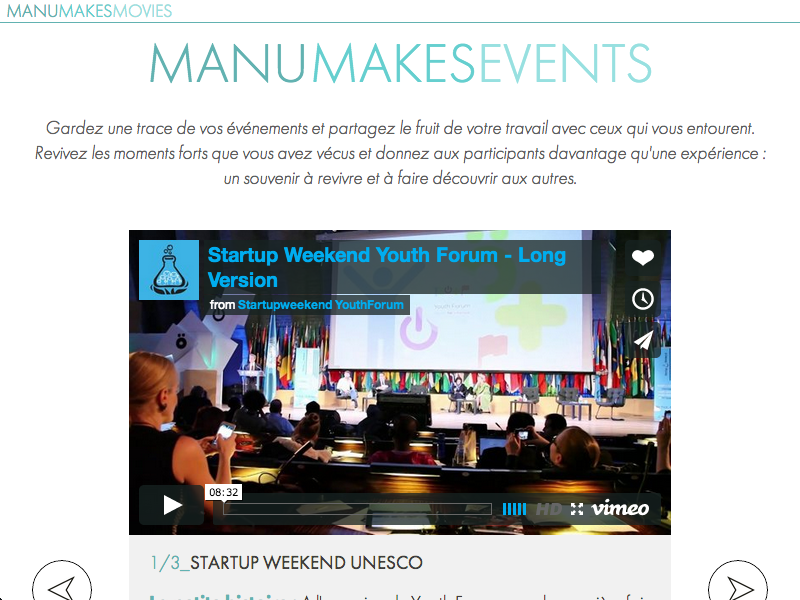 MANUMAKESMOVIES
MANUMAKESEVENTS
Gardez une trace de vos événements et partagez le fruit de votre travail avec ceux qui vous entourent.
Revivez les moments forts que vous avez vécus et donnez aux participants davantage qu'une expérience :
un souvenir à revivre et à faire découvrir aux autres.
Startup Weekend Youth Forum - Long
Version
from Startupweekend YouthForum
08:32
HD vimeo
1/3_STARTUP WEEKEND UNESCO